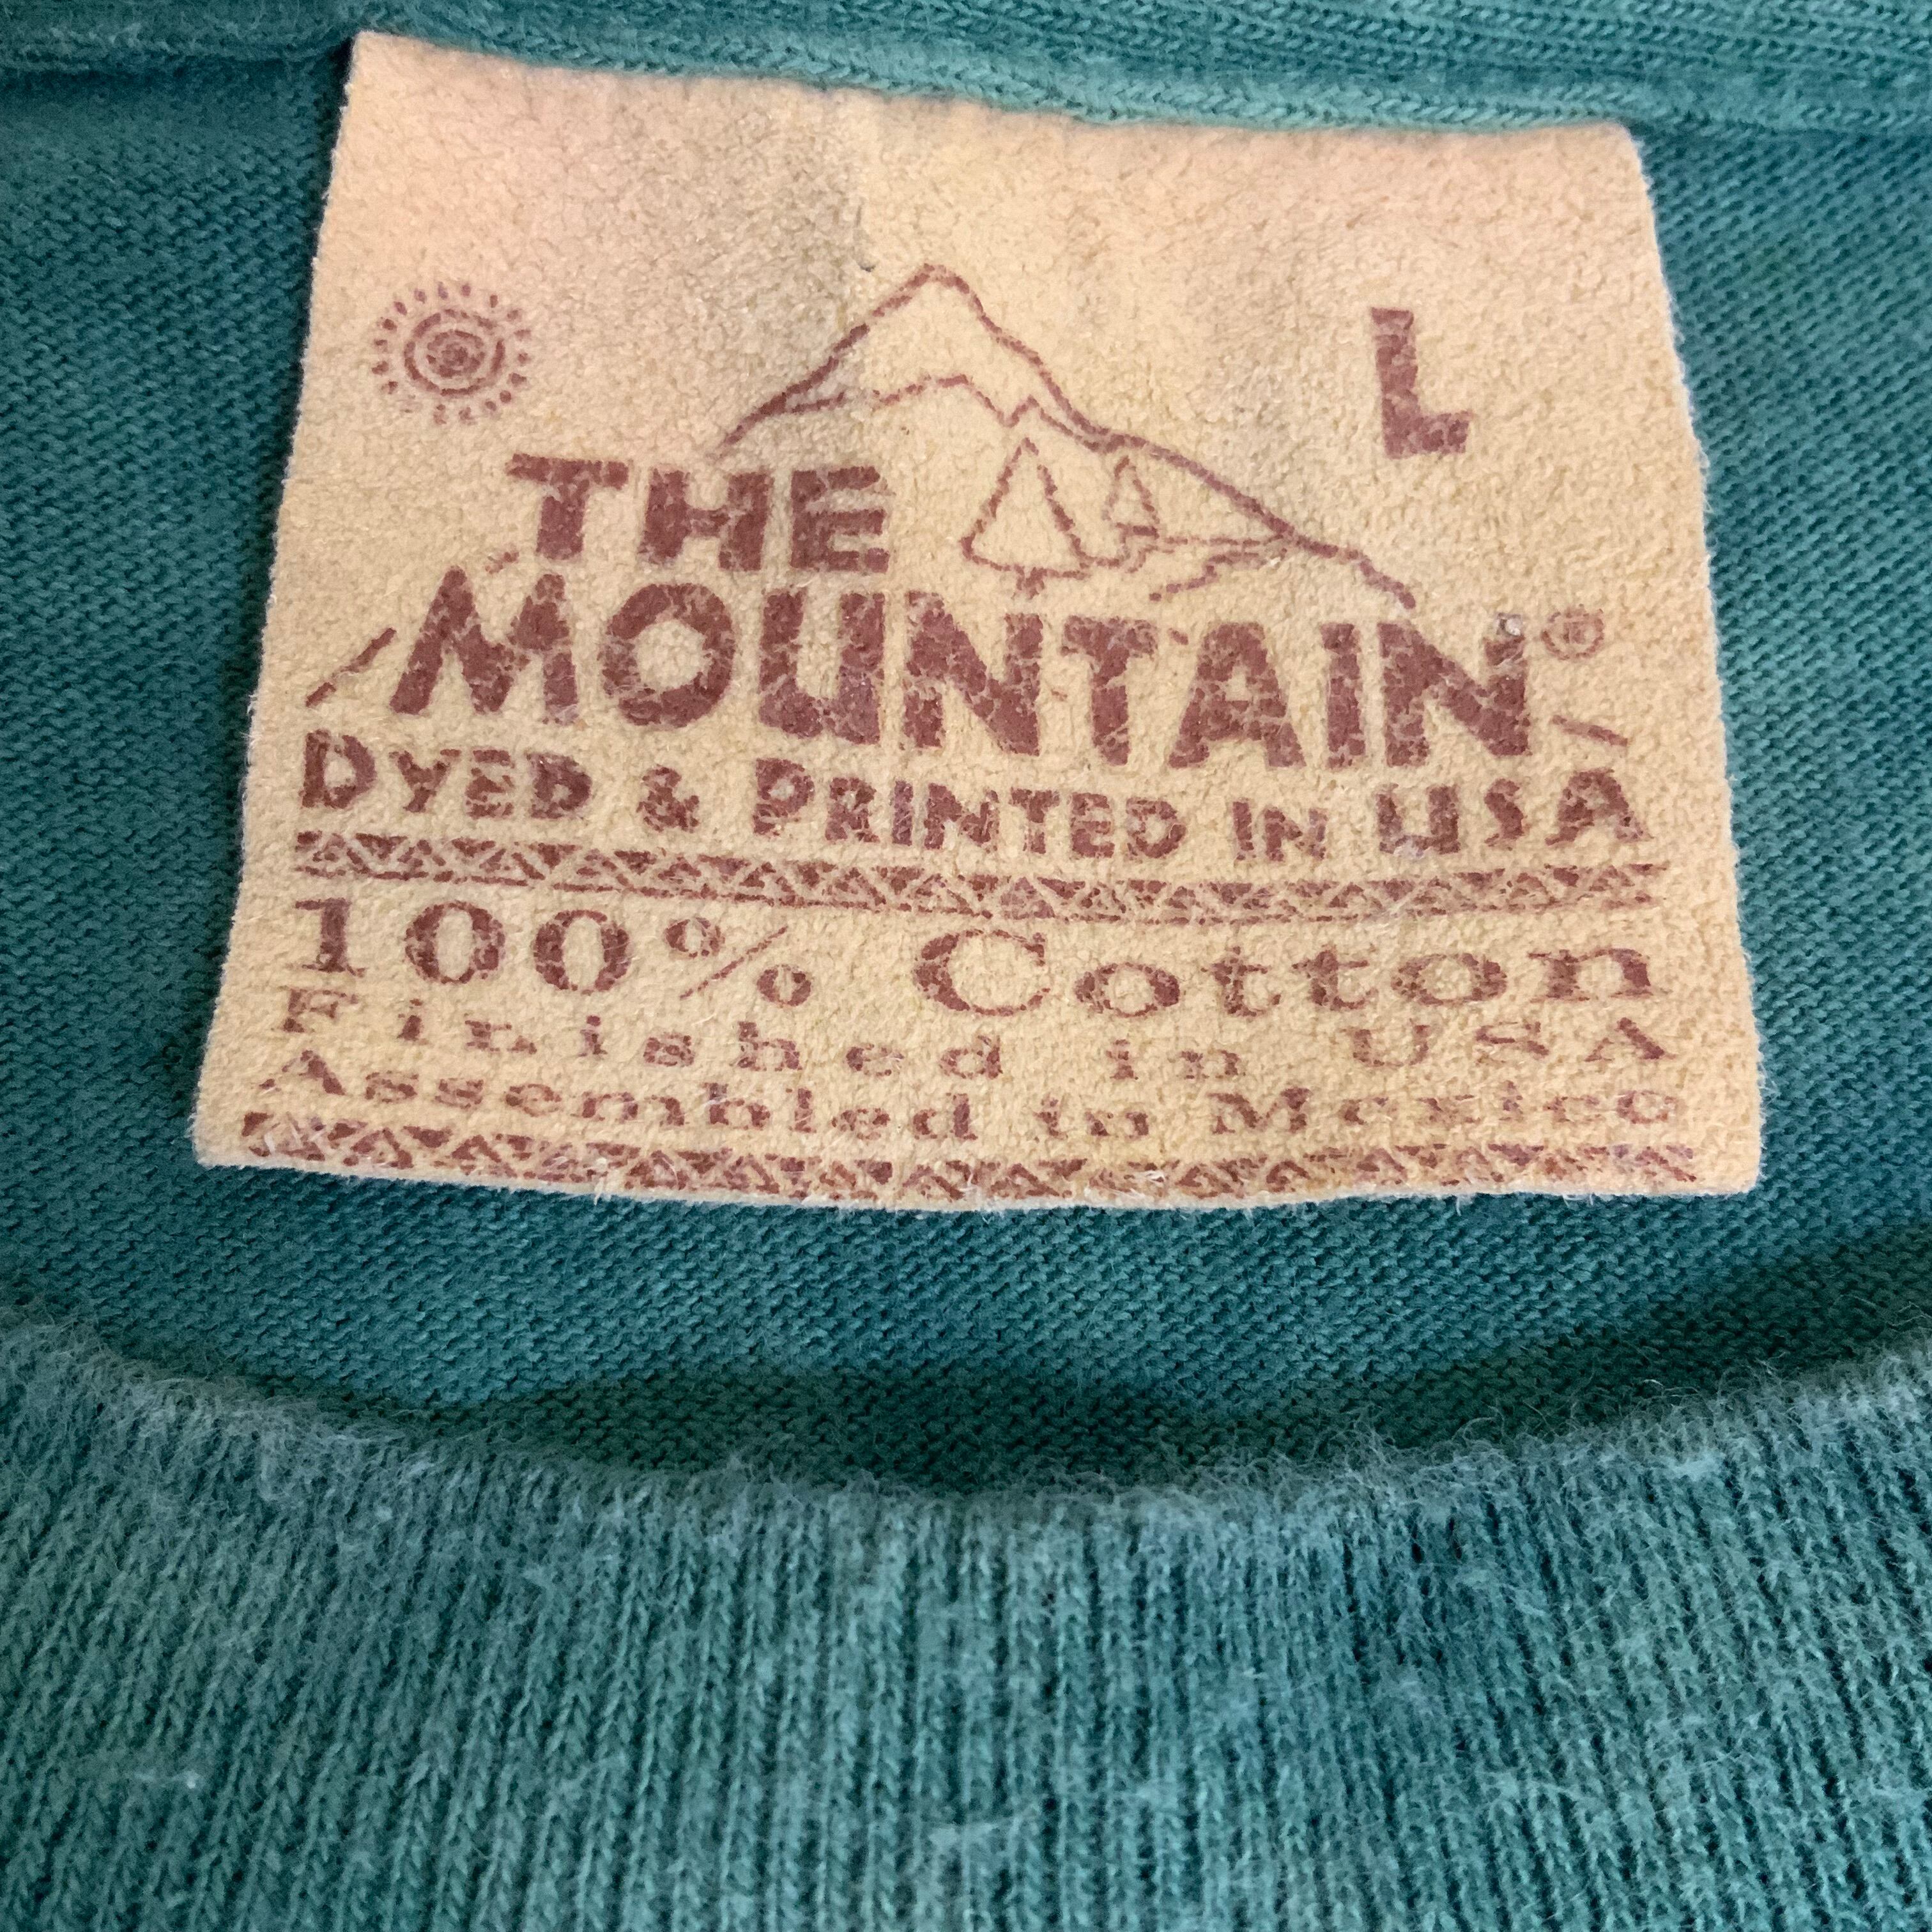 L
THE
MOUNTAIN®
DYED & PRINTED IN USA
100% Cotton
Finished in USA
Assembled in Mexico